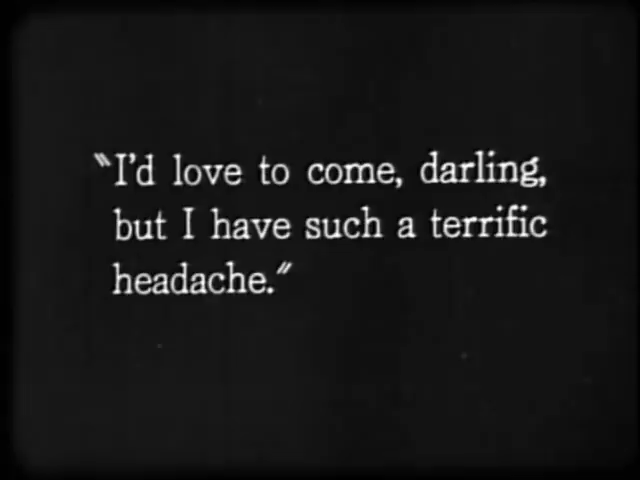 "I'd love to come, darling,
but I have such a terrific
headache."